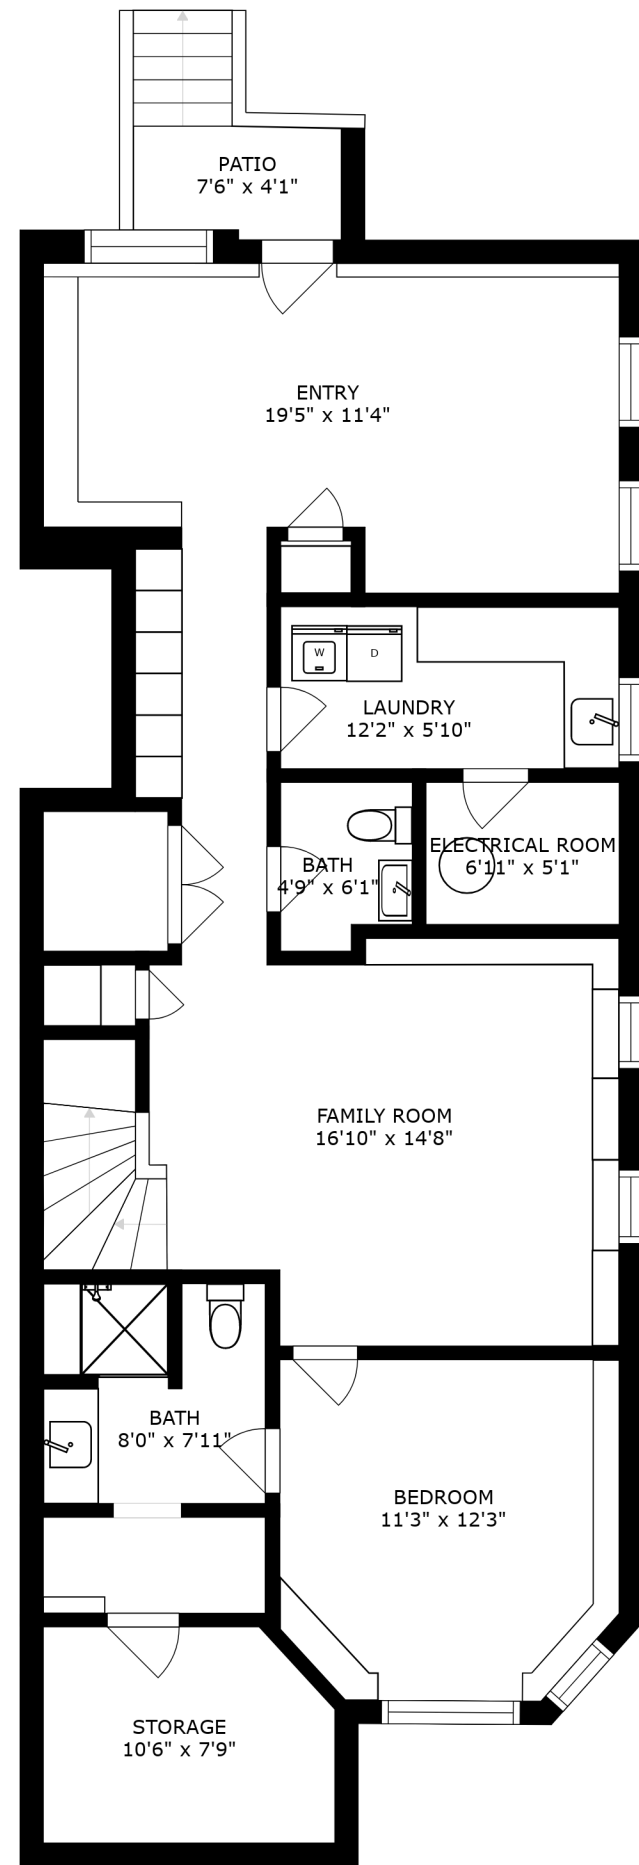 PATIO
7'6" x 4'1"
ENTRY
19'5" x 11'4"
W
D
LAUNDRY
12'2" x 5'10"
BATH
4'9" x 6'1"
ELECTRICAL ROOM
6'11" x 5'1"
FAMILY ROOM
16'10" x 14'8"
BATH
8'0" x 7'11"
BEDROOM
11'3" x 12'3"
STORAGE
10'6" x 7'9"